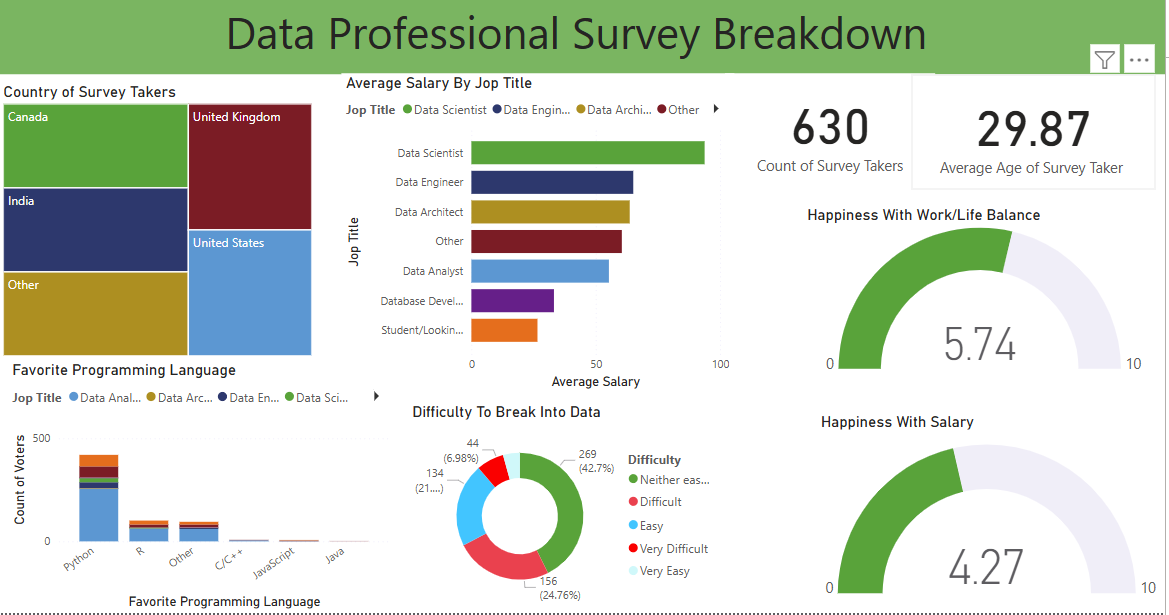 Data Professional Survey Breakdown
Country of Survey Takers
Canada
United Kingdom
India
United States
Other
Average Salary By Jop Title
Jop Title Data Scientist Data Engin... Data Archi... Other
Jop Title
Data Scientist
Data Engineer
Data Architect
Other
Data Analyst
Database Devel...
Student/Lookin...
0 50 100
Average Salary
630
Count of Survey Takers
29.87
Average Age of Survey Taker
Happiness With Work/Life Balance
5.74
0 10
Favorite Programming Language
Jop Title Data Anal... Data Arc... Data En... Data Sci...
Count of Voters
500
0
Python R Other C/C++ JavaScript Java
Favorite Programming Language
Difficulty To Break Into Data
44
(6.98%)
269
(42.7%)
134
(21....)
156
(24.76%)
Difficulty
Neither eas...
Difficult
Easy
Very Difficult
Very Easy
Happiness With Salary
4.27
0 10